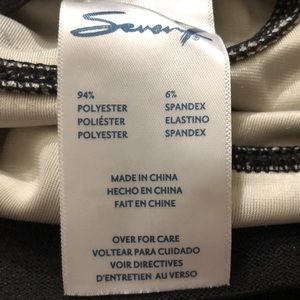 Seven7
94% 6%
POLYESTER SPANDEX
POLIÉSTER ELASTINO
POLYESTER SPANDEX
MADE IN CHINA
HECHO EN CHINA
FAIT EN CHINE
OVER FOR CARE
VOLTEAR PARA CUIDADO
VOIR DIRECTIVES
D'ENTRETIEN AU VERSO